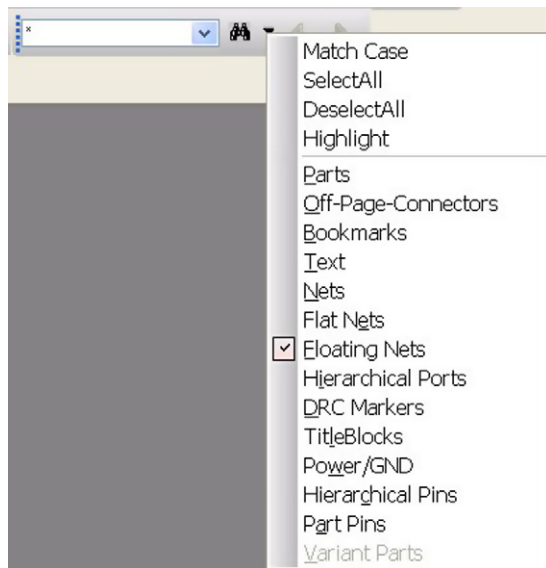 *
Match Case
SelectAll
DeselectAll
Highlight
Parts
Off-Page-Connectors
Bookmarks
Text
Nets
Flat Nets
Floating Nets
Hierarchical Ports
DRC Markers
TitleBlocks
Power/GND
Hierarchical Pins
Part Pins
Variant Parts